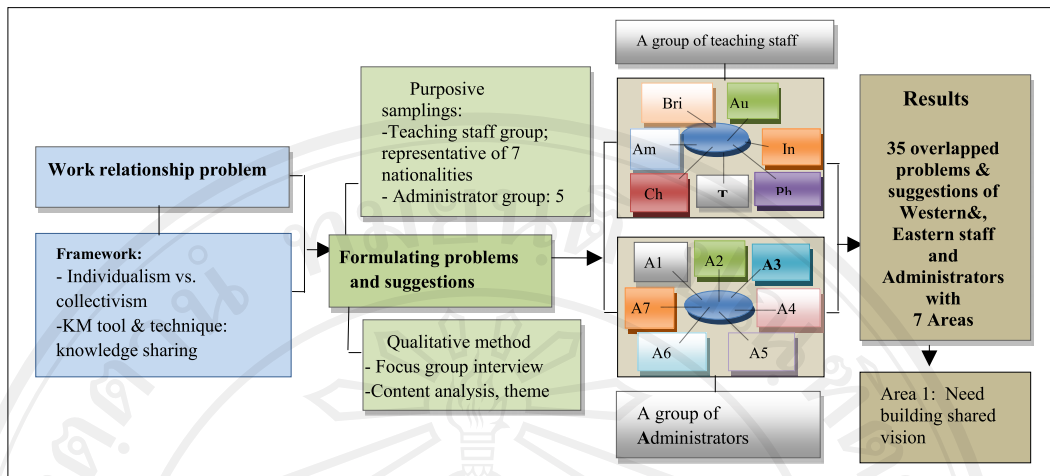 Work relationship problem
Framework:
- Individualism vs.
collectivism
-KM tool & technique:
knowledge sharing
Purposive
samplings:
-Teaching staff group;
representative of 7
nationalities
- Administrator group: 5
Formulating problems
and suggestions
Qualitative method
- Focus group interview
-Content analysis, theme
A group of teaching staff
Bri
Au
Am
In
Ch
T
Ph
A1
A2
A3
A7
A4
A6
A5
A group of
Administrators
Results
35 overlapped
problems &
suggestions of
Western&,
Eastern staff
and
Administrators
with
7 Areas
Area 1: Need
building shared
vision